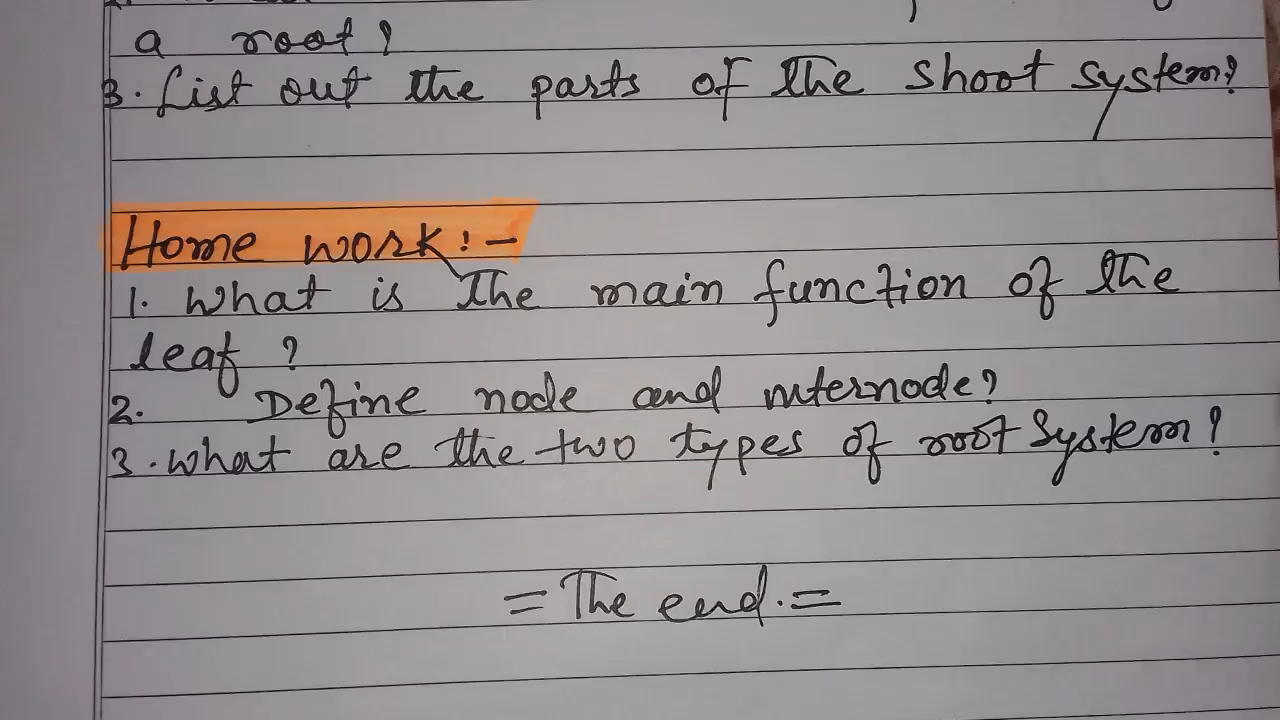 a root?
3. List out the parts of the shoot system?
Home work:-
1. What is the main function of the
leaf ?
2. Define node and internode?
3. what are the two types of root System?
= The end. =